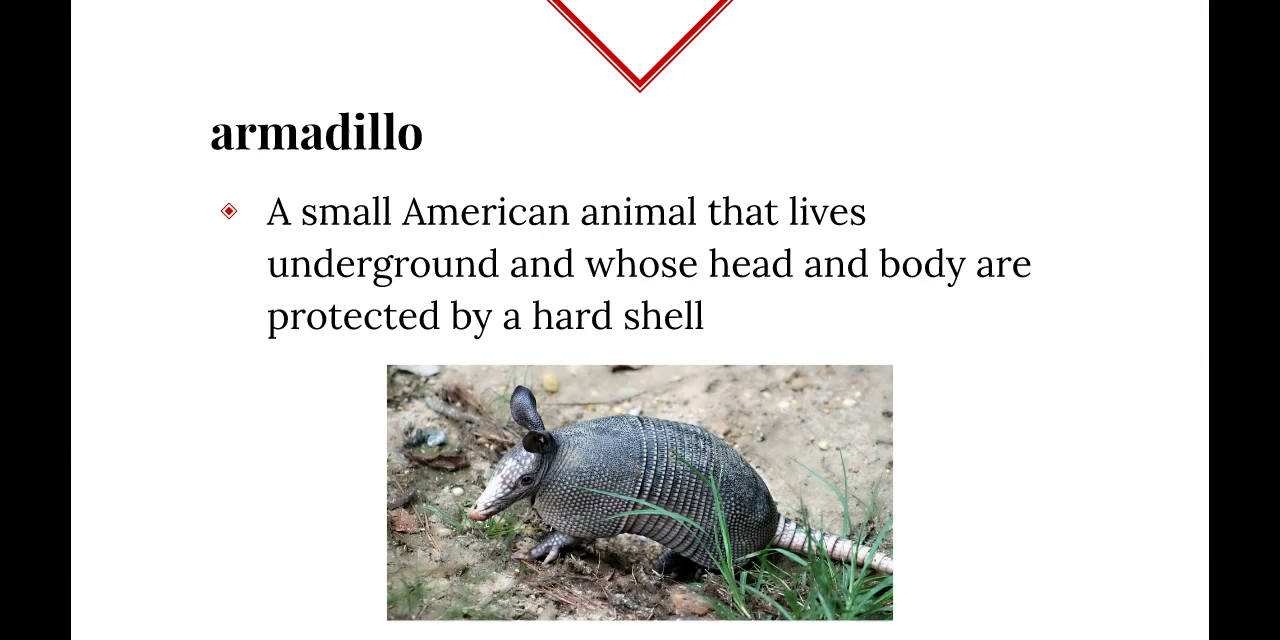 armadillo
A small American animal that lives
underground and whose head and body are
protected by a hard shell